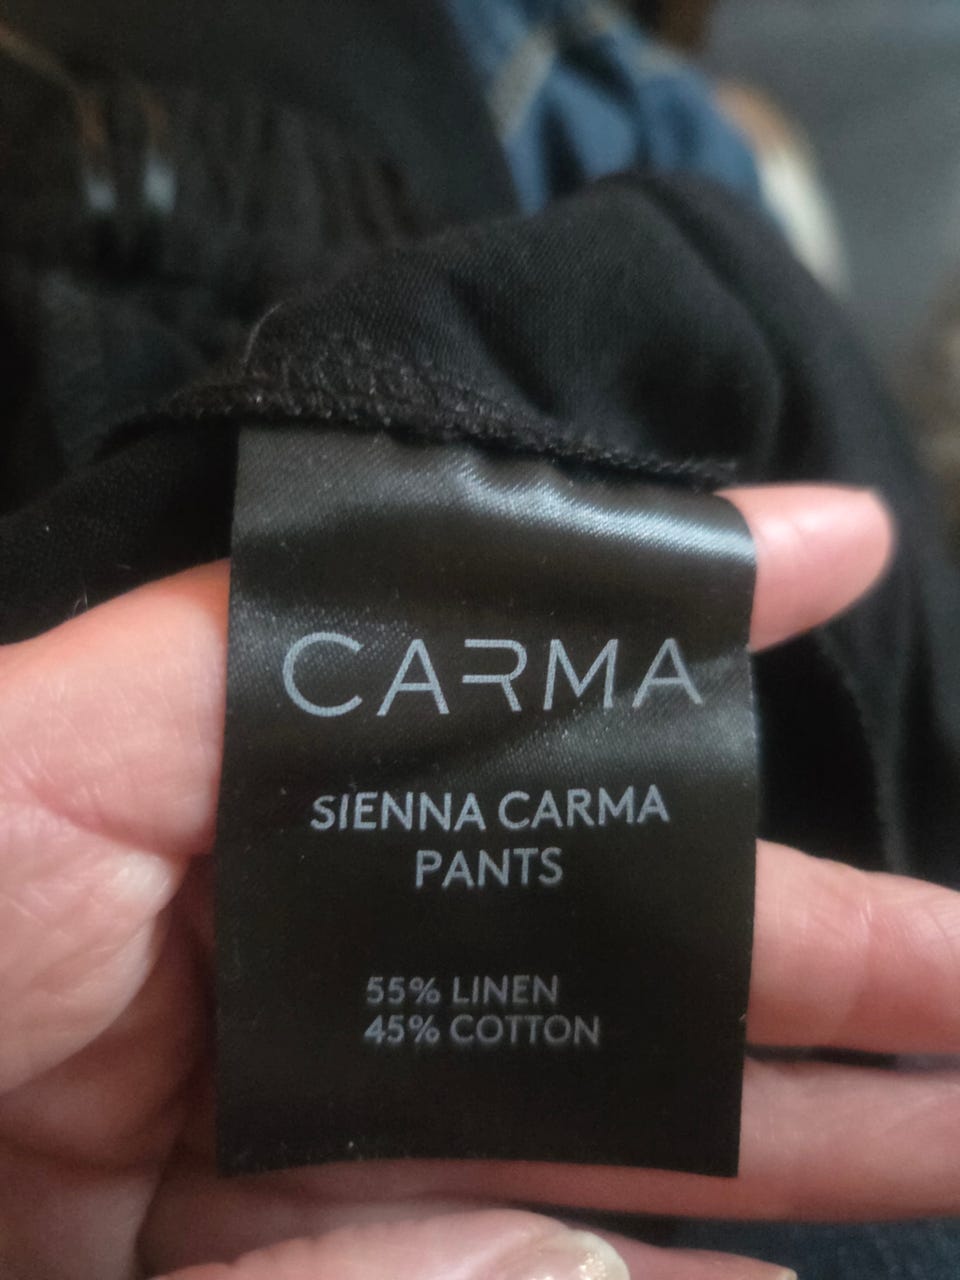 CARMA
SIENNA CARMA
PANTS
55% LINEN
45% COTTON